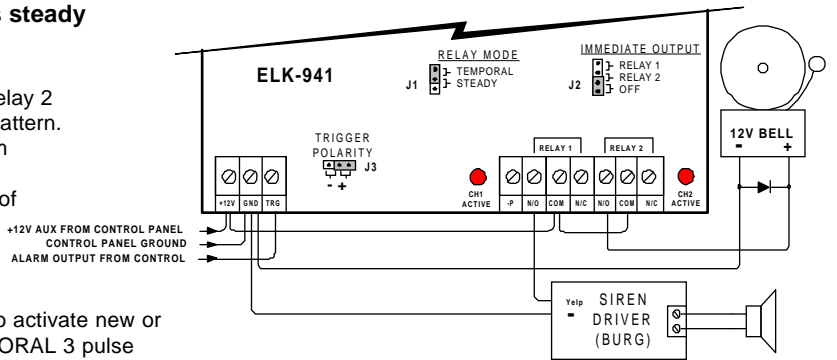 s steady
elay 2
attern.
n
of
o activate new or
ORAL 3 pulse
ELK-941
RELAY MODE
J1
TEMPORAL
STEADY
IMMEDIATE OUTPUT
J2
RELAY 1
RELAY 2
OFF
TRIGGER
POLARITY
J3
- +
+12V GND TRG
CH1
ACTIVE
RELAY 1 RELAY 2
-P N/O COM N/C N/O COM N/C
CH2
ACTIVE
12V BELL
- +
+12V AUX FROM CONTROL PANEL
CONTROL PANEL GROUND
ALARM OUTPUT FROM CONTROL
Yelp
-
SIREN
DRIVER
(BURG)